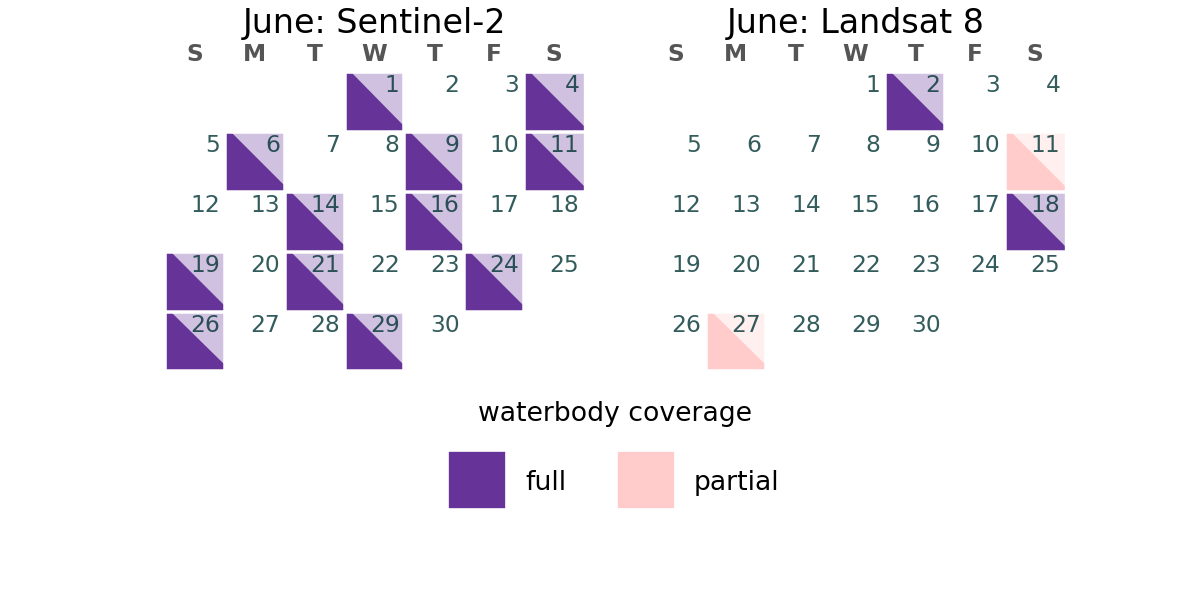 June: Sentinel-2
S M T W T F S
1 2 3 4
5 6 7 8 9 10 11
12 13 14 15 16 17 18
19 20 21 22 23 24 25
26 27 28 29 30
June: Landsat 8
S M T W T F S
1 2 3 4
5 6 7 8 9 10 11
12 13 14 15 16 17 18
19 20 21 22 23 24 25
26 27 28 29 30
waterbody coverage
full partial